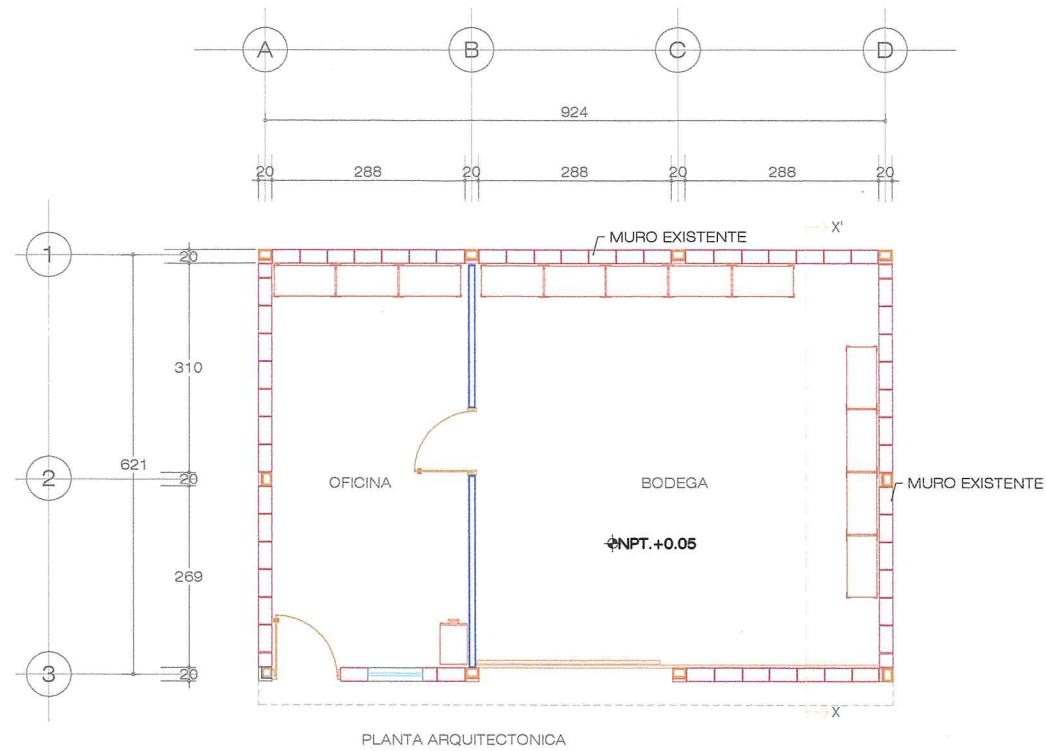 A B C D
924
20 288 20 288 20 288 20
X'
1
MURO EXISTENTE
20
310
621
2
20
OFICINA
BODEGA
MURO EXISTENTE
NPT.+0.05
269
3
20
X
PLANTA ARQUITECTONICA